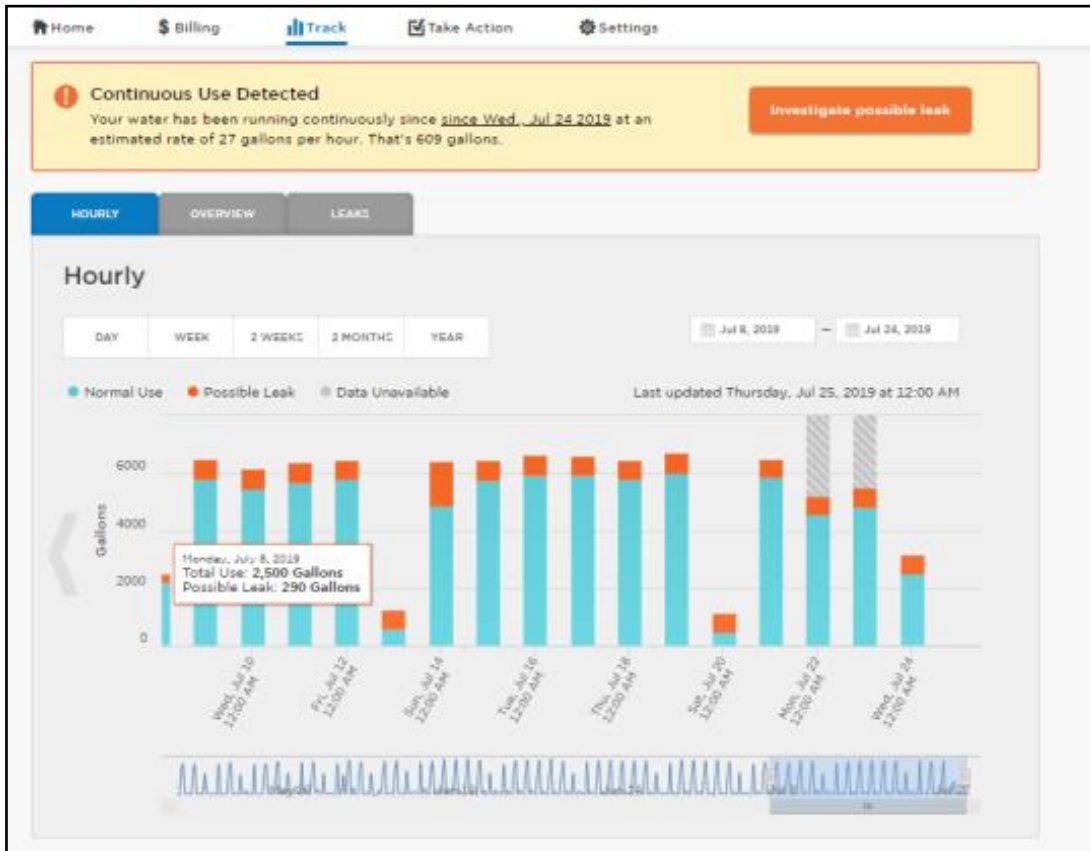 Home $ Billing Track Take Action Settings
Continuous Use Detected
Your water has been running continuously since since Wed., Jul 24 2019 at an
estimated rate of 27 gallons per hour. That's 609 gallons.
Investigate possible leak
HOURLY OVERVIEW LEAKS
Hourly
DAY WEEK 2 WEEKS 3 MONTHS YEAR
Jul 8, 2019 – Jul 24, 2019
Normal Use Possible Leak Data Unavailable
Last updated Thursday, Jul 25, 2019 at 12:00 AM
Gallons
6000
4000
2000
0
Monday, July 8, 2019
Total Use: 2,500 Gallons
Possible Leak: 290 Gallons
Wed, Jul 10
12:00 AM
Fri, Jul 12
12:00 AM
Sun, Jul 14
12:00 AM
Tue, Jul 16
12:00 AM
Thu, Jul 18
12:00 AM
Sat, Jul 20
12:00 AM
Mon, Jul 22
12:00 AM
Wed, Jul 24
12:00 AM